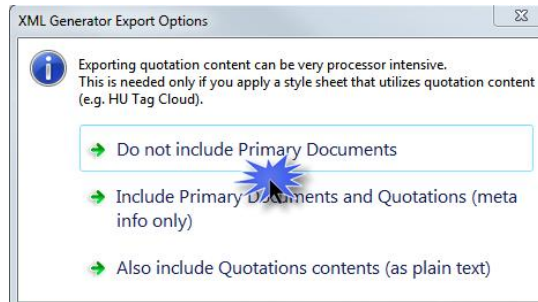 XML Generator Export Options
Exporting quotation content can be very processor intensive.
This is needed only if you apply a style sheet that utilizes quotation content
(e.g. HU Tag Cloud).
Do not include Primary Documents
Include Primary Documents and Quotations (meta
info only)
Also include Quotations contents (as plain text)